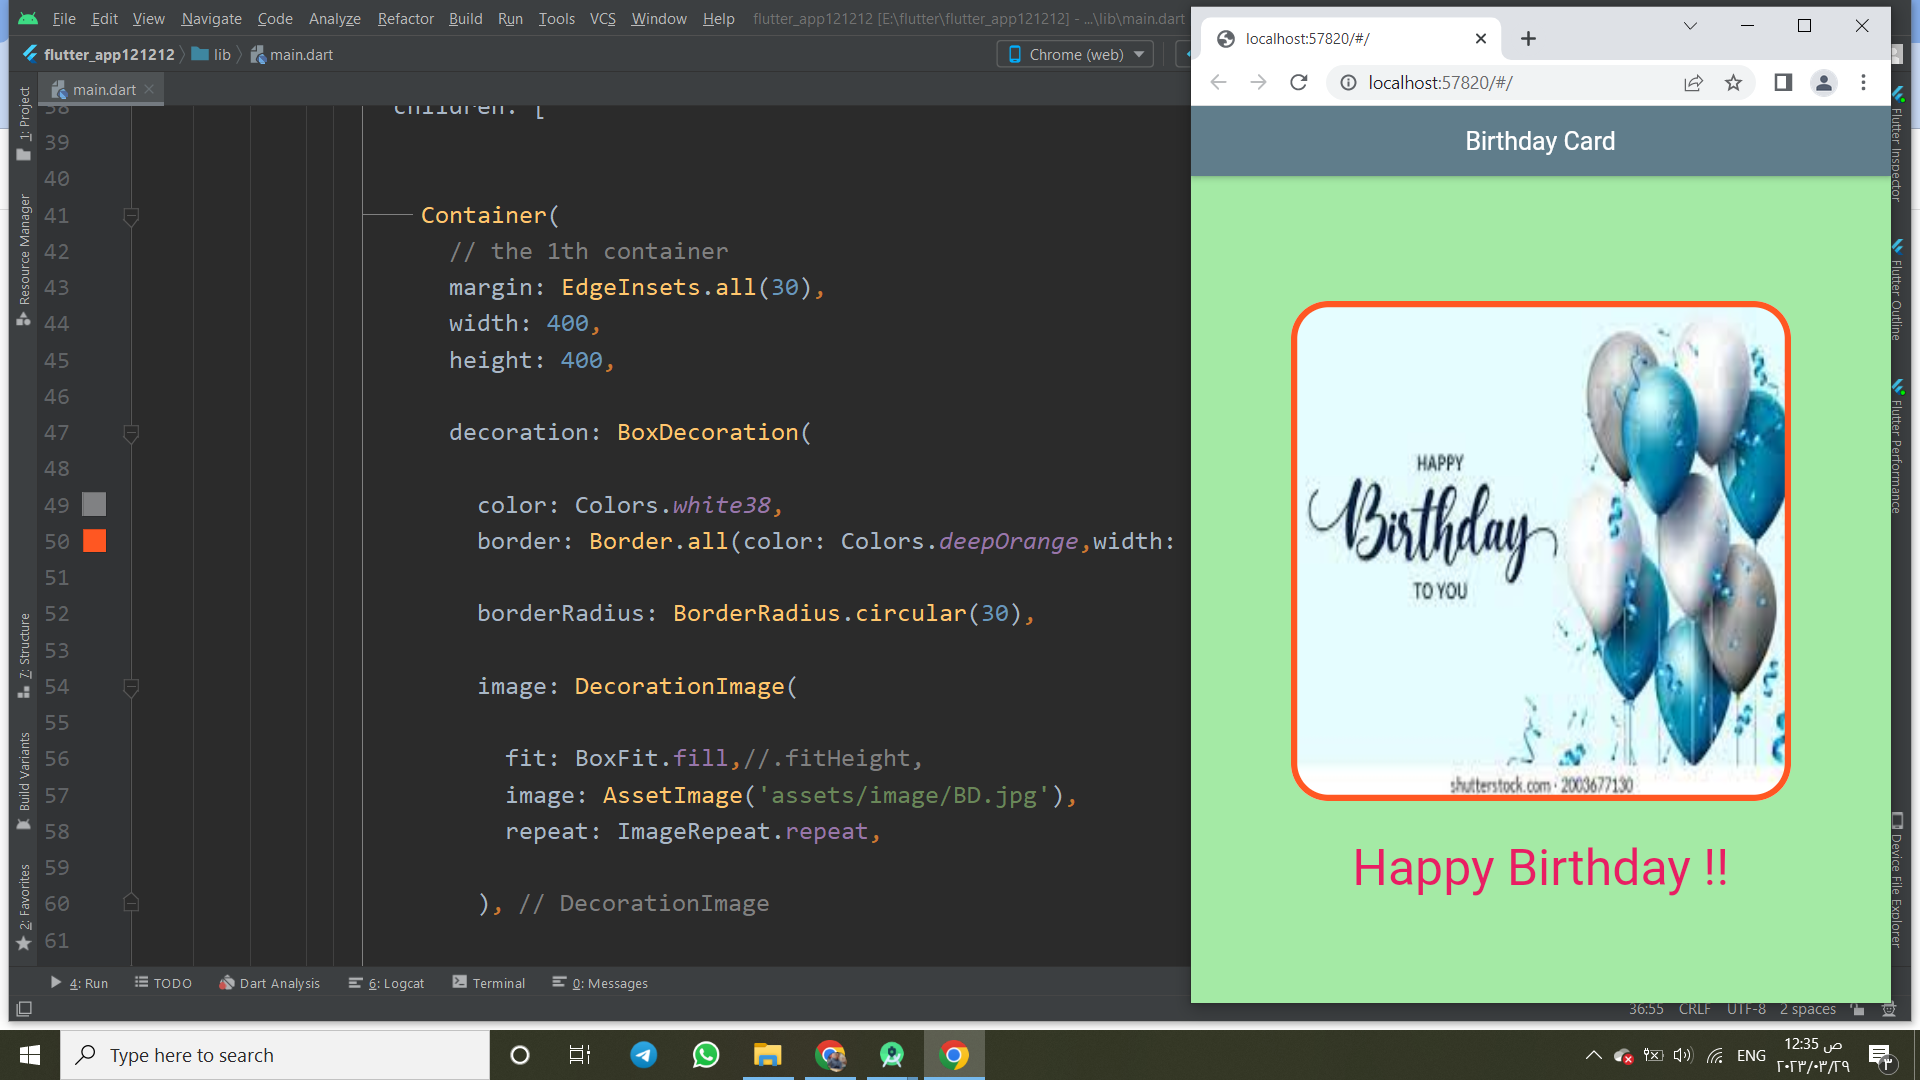 File Edit View Navigate Code Analyze Refactor Build Run Tools VCS Window Help flutter_app121212 [E:\flutter\flutter_app121212] - ...\lib\main.dart
flutter_app121212 lib main.dart Chrome (web)
main.dart
1: Project
Resource Manager
7: Structure
Build Variants
2: Favorites
38 children: [
39
40
41 Container(
42 // the 1th container
43 margin: EdgeInsets.all(30),
44 width: 400,
45 height: 400,
46
47 decoration: BoxDecoration(
48
49 color: Colors.white38,
50 border: Border.all(color: Colors.deepOrange,width:
51
52 borderRadius: BorderRadius.circular(30),
53
54 image: DecorationImage(
55
56 fit: BoxFit.fill,//.fitHeight,
57 image: AssetImage('assets/image/BD.jpg'),
58 repeat: ImageRepeat.repeat,
59
60 ), // DecorationImage
61
4: Run TODO Dart Analysis 6: Logcat Terminal 0: Messages
36:55 CRLF UTF-8 2 spaces
localhost:57820/#/
localhost:57820/#/
Birthday Card
HAPPY
Birthday
TO YOU
shutterstock.com · 2003677130
Happy Birthday !!
Flutter Inspector
Flutter Outline
Flutter Performance
Device File Explorer
Type here to search
ENG
12:35 ص
٢٠٢٣/٠٣/٢٩
٣